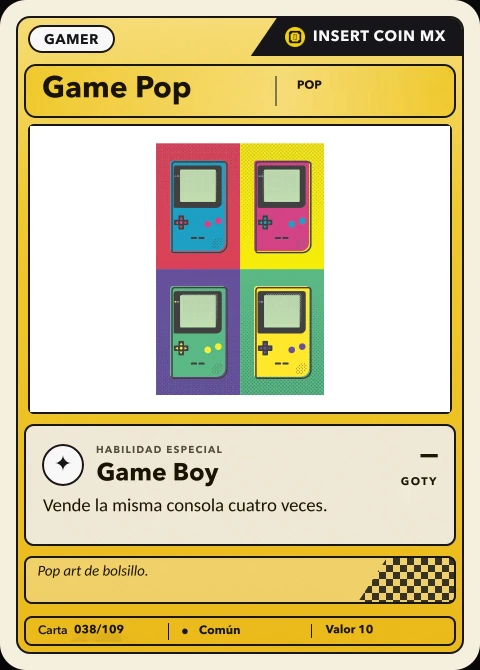 GAMER
INSERT COIN MX
Game Pop
POP
HABILIDAD ESPECIAL
Game Boy
–
GOTY
Vende la misma consola cuatro veces.
Pop art de bolsillo.
Carta 038/109
• Común
Valor 10